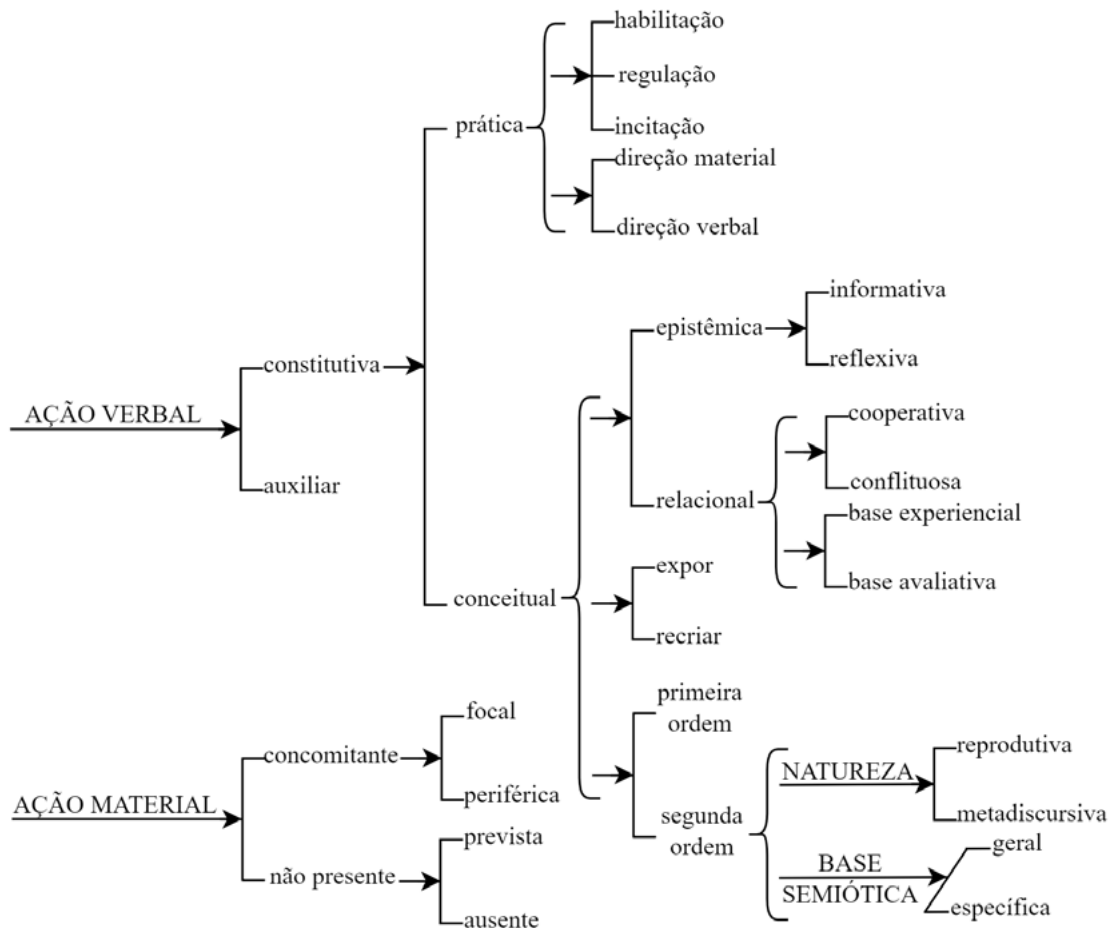 habilitação
regulação
incitação
prática
direção material
direção verbal
informativa
epistêmica
reflexiva
constitutiva
AÇÃO VERBAL
cooperativa
auxiliar
conflituosa
relacional
base experiencial
expor
base avaliativa
conceitual
recriar
primeira
ordem
focal
concomitante
reprodutiva
NATUREZA
periférica
AÇÃO MATERIAL
metadiscursiva
segunda
ordem
prevista
geral
BASE
SEMIÓTICA
não presente
específica
ausente